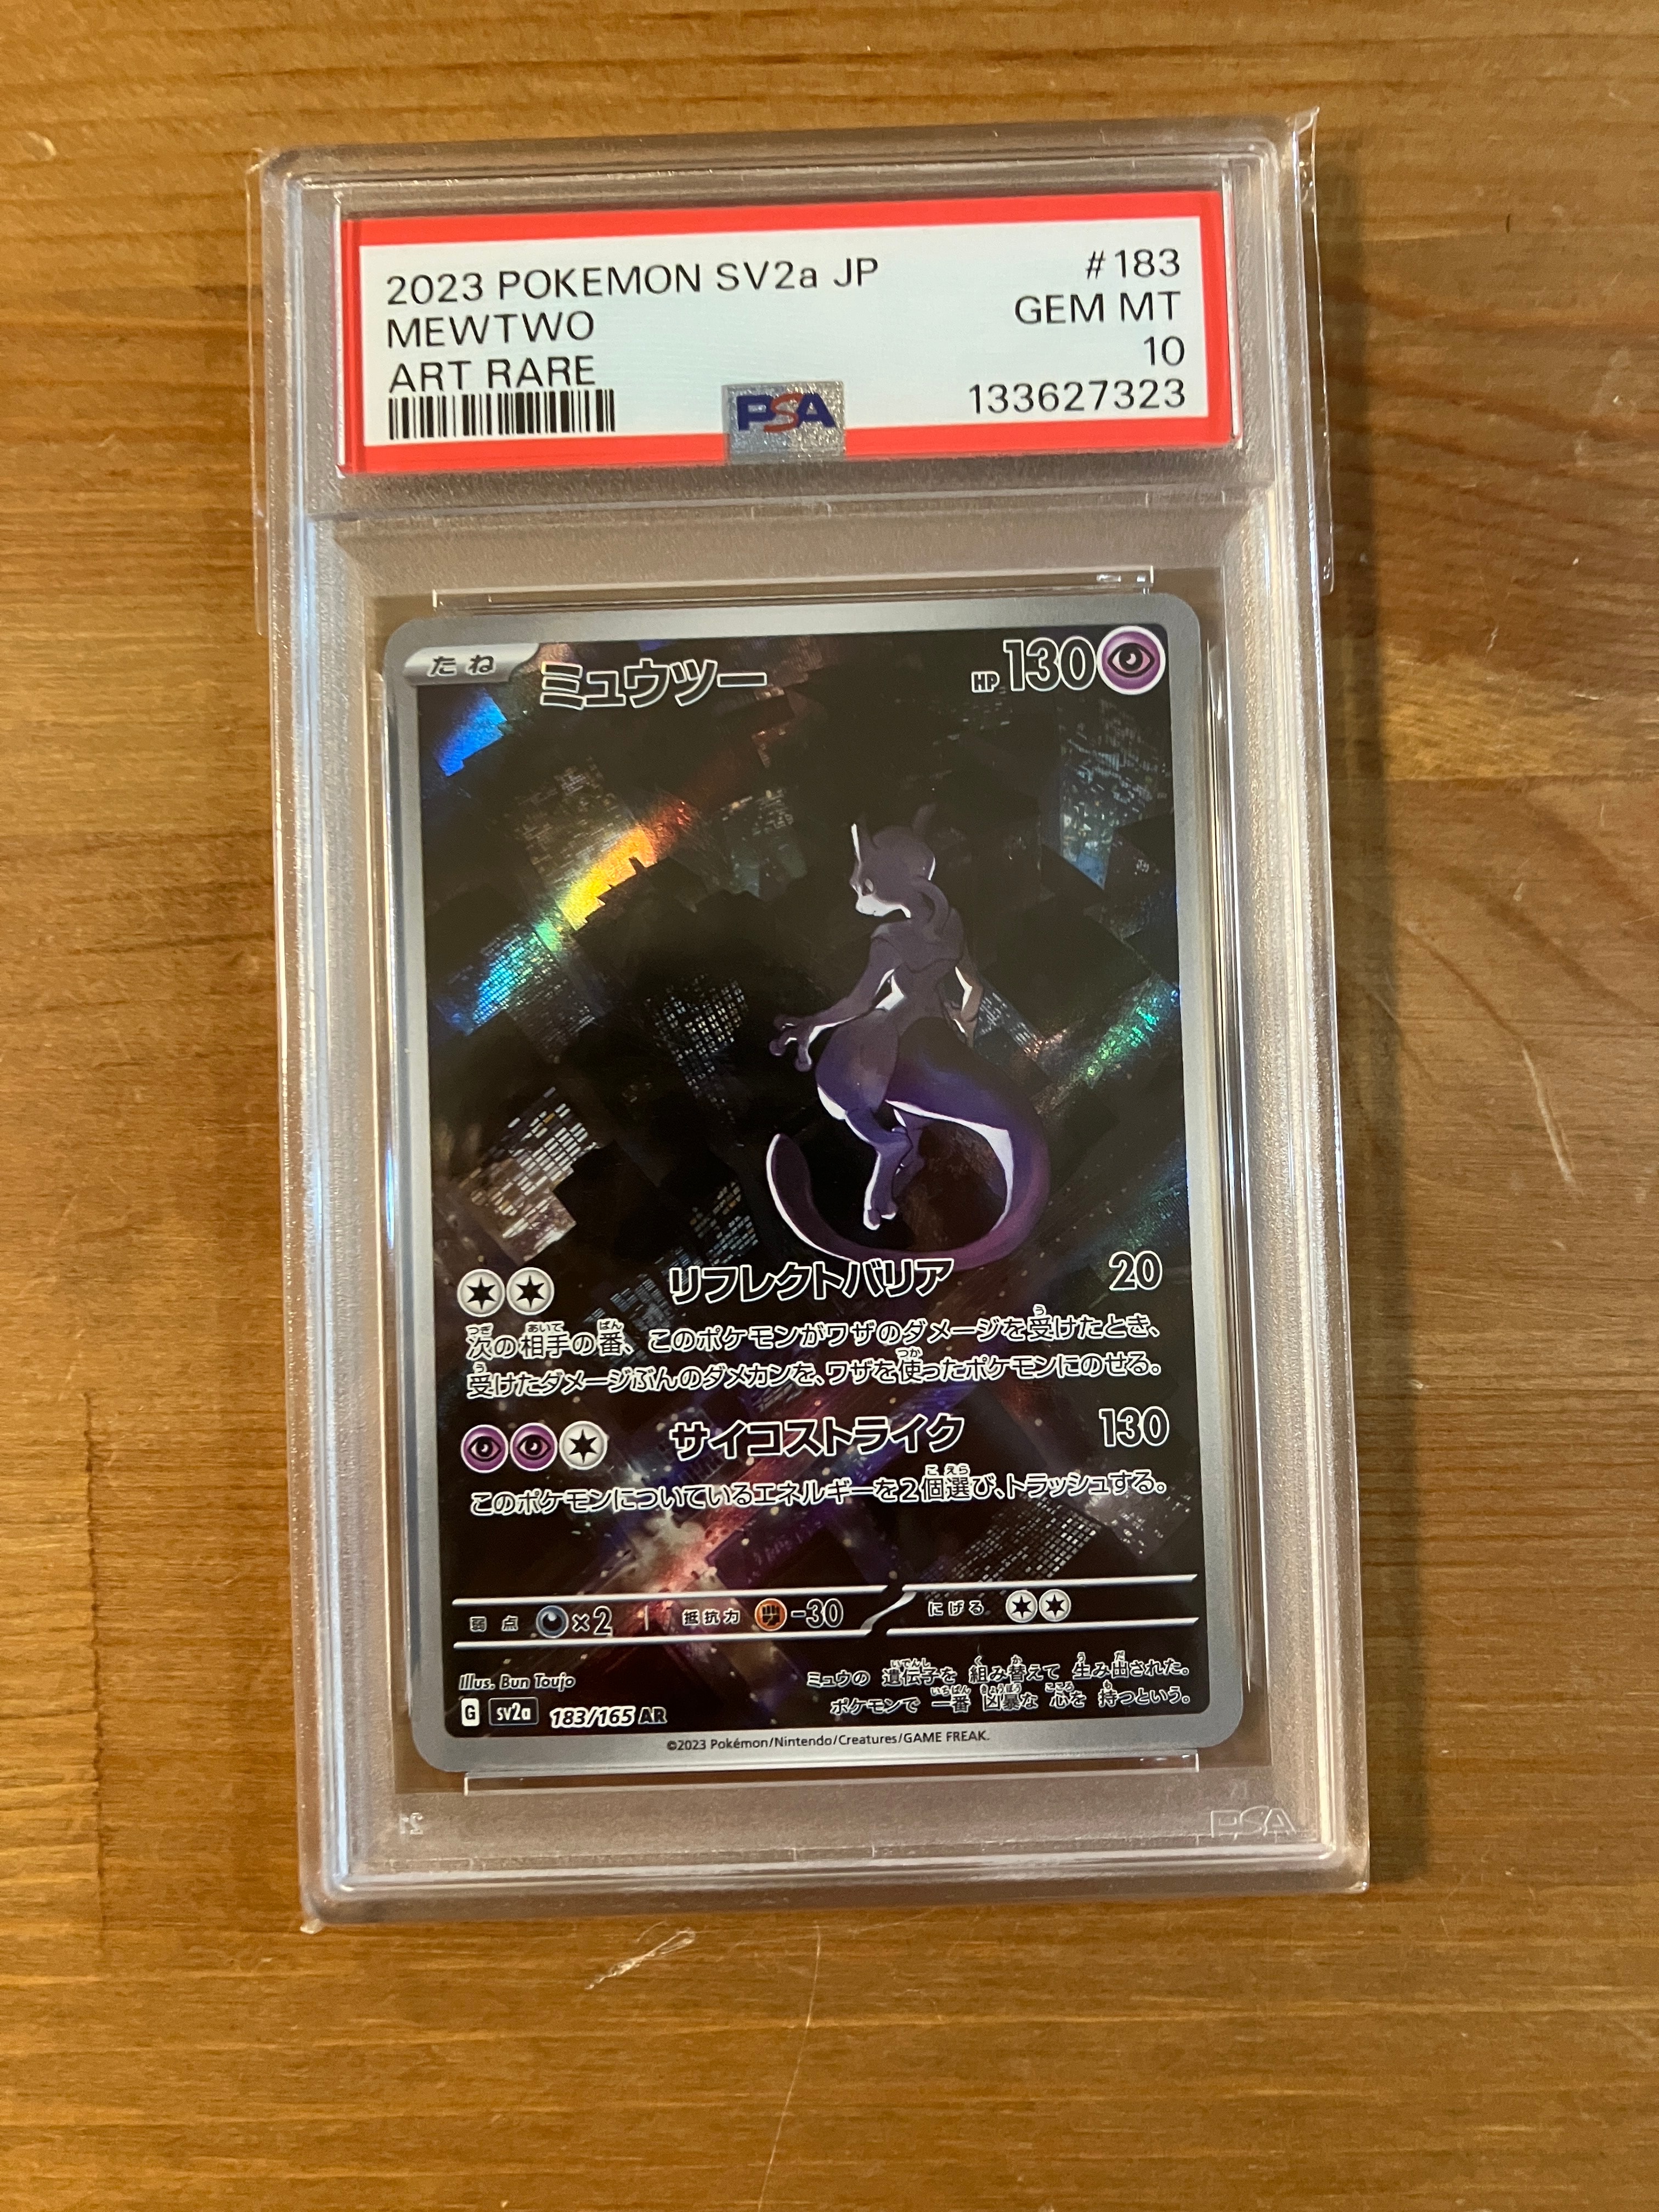 2023 POKEMON SV2a JP #183
MEWTWO GEM MT
ART RARE 10
PSA 133627323
たね ミュウツー HP 130
リフレクトバリア 20
次の相手の番、このポケモンがワザのダメージを受けたとき、
受けたダメージぶんのダメカンを、ワザを使ったポケモンにのせる。
サイコストライク 130
このポケモンについているエネルギーを2個選び、トラッシュする。
弱点 ×2 抵抗力 -30 にげる
Illus. Bun Toujo
ミュウの 遺伝子を 組み替えて 生み出された。
ポケモンで 一番 凶暴な 心を 持つという。
G sv2a 183/165 AR
©2023 Pokémon/Nintendo/Creatures/GAME FREAK.
PSA